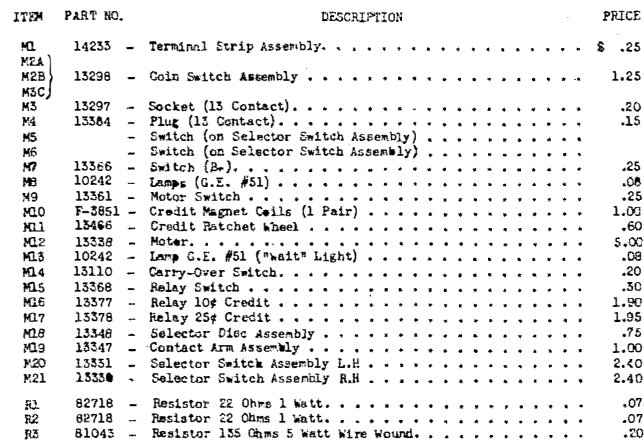 ITEM PART NO. DESCRIPTION PRICE
M1 14233 - Terminal Strip Assembly. . . . . . . . . . . . . . . . . $ .25
M2A
M2B 13298 - Coin Switch Assembly . . . . . . . . . . . . . . . . . . 1.25
M3C
M3 13297 - Socket (13 Contact). . . . . . . . . . . . . . . . . . . .20
M4 13384 - Plug (13 Contact). . . . . . . . . . . . . . . . . . . . .15
M5 - Switch (on Selector Switch Assembly) . . . . . . . . . .
M6 - Switch (on Selector Switch Assembly) . . . . . . . . . .
M7 13366 - Switch (B-). . . . . . . . . . . . . . . . . . . . . . . .25
M8 10242 - Lamps (G.E. #51) . . . . . . . . . . . . . . . . . . . . .08
M9 13361 - Motor Switch . . . . . . . . . . . . . . . . . . . . . . .25
M10 F-3851 - Credit Magnet Coils (1 Pair) . . . . . . . . . . . . . . 1.00
M11 13466 - Credit Ratchet Wheel . . . . . . . . . . . . . . . . . . .60
M12 13338 - Motor. . . . . . . . . . . . . . . . . . . . . . . . . . 5.00
M13 10242 - Lamp G.E. #51 ("Wait" Light) . . . . . . . . . . . . . . .08
M14 13110 - Carry-Over Switch. . . . . . . . . . . . . . . . . . . . .20
M15 13368 - Relay Switch . . . . . . . . . . . . . . . . . . . . . . .30
M16 13377 - Relay 10¢ Credit . . . . . . . . . . . . . . . . . . . . 1.90
M17 13378 - Relay 25¢ Credit . . . . . . . . . . . . . . . . . . . . 1.95
M18 13348 - Selector Disc Assembly . . . . . . . . . . . . . . . . . .75
M19 13347 - Contact Arm Assembly . . . . . . . . . . . . . . . . . . 1.00
M20 13331 - Selector Switch Assembly L.H . . . . . . . . . . . . . . 2.40
M21 - Selector Switch Assembly R.H . . . . . . . . . . . . . . 2.40
R1 82718 - Resistor 22 Ohms 1 Watt. . . . . . . . . . . . . . . . . .07
R2 82718 - Resistor 22 Ohms 1 Watt. . . . . . . . . . . . . . . . . .07
R3 81043 - Resistor 135 Ohms 5 Watt Wire Wound. . . . . . . . . . . .20